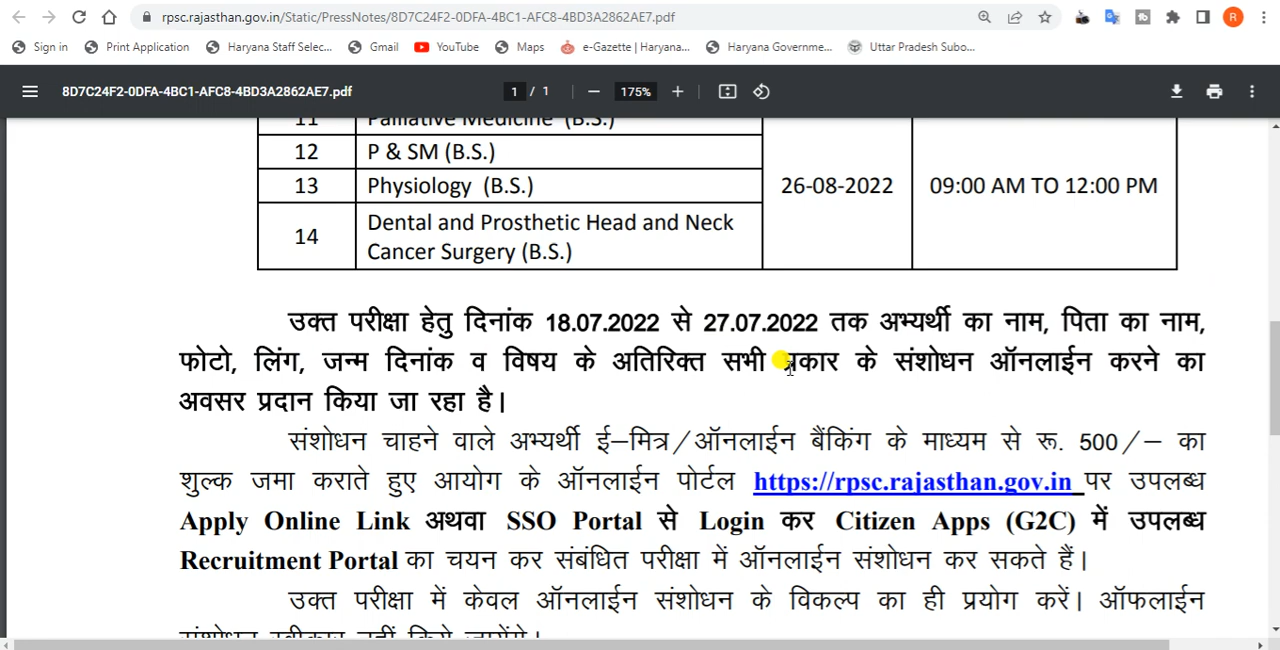 rpsc.rajasthan.gov.in/Static/PressNotes/8D7C24F2-0DFA-4BC1-AFC8-4BD3A2862AE7.pdf
R
Sign in Print Application Haryana Staff Selec... Gmail YouTube Maps e-Gazette | Haryana... Haryana Governme... Uttar Pradesh Subo...
8D7C24F2-0DFA-4BC1-AFC8-4BD3A2862AE7.pdf 1 / 1 175%
11 Palliative Medicine (B.S.)
12 P & SM (B.S.)
13 Physiology (B.S.) 26-08-2022 09:00 AM TO 12:00 PM
14 Dental and Prosthetic Head and Neck
Cancer Surgery (B.S.)
उक्त परीक्षा हेतु दिनांक 18.07.2022 से 27.07.2022 तक अभ्यर्थी का नाम, पिता का नाम,
फोटो, लिंग, जन्म दिनांक व विषय के अतिरिक्त सभी प्रकार के संशोधन ऑनलाईन करने का
अवसर प्रदान किया जा रहा है।
संशोधन चाहने वाले अभ्यर्थी ई–मित्र/ऑनलाईन बैंकिंग के माध्यम से रू. 500/– का
शुल्क जमा कराते हुए आयोग के ऑनलाईन पोर्टल https://rpsc.rajasthan.gov.in पर उपलब्ध
Apply Online Link अथवा SSO Portal से Login कर Citizen Apps (G2C) में उपलब्ध
Recruitment Portal का चयन कर संबंधित परीक्षा में ऑनलाईन संशोधन कर सकते हैं।
उक्त परीक्षा में केवल ऑनलाईन संशोधन के विकल्प का ही प्रयोग करें। ऑफलाईन
संशोधन स्वीकार नहीं किये जायेंगे।